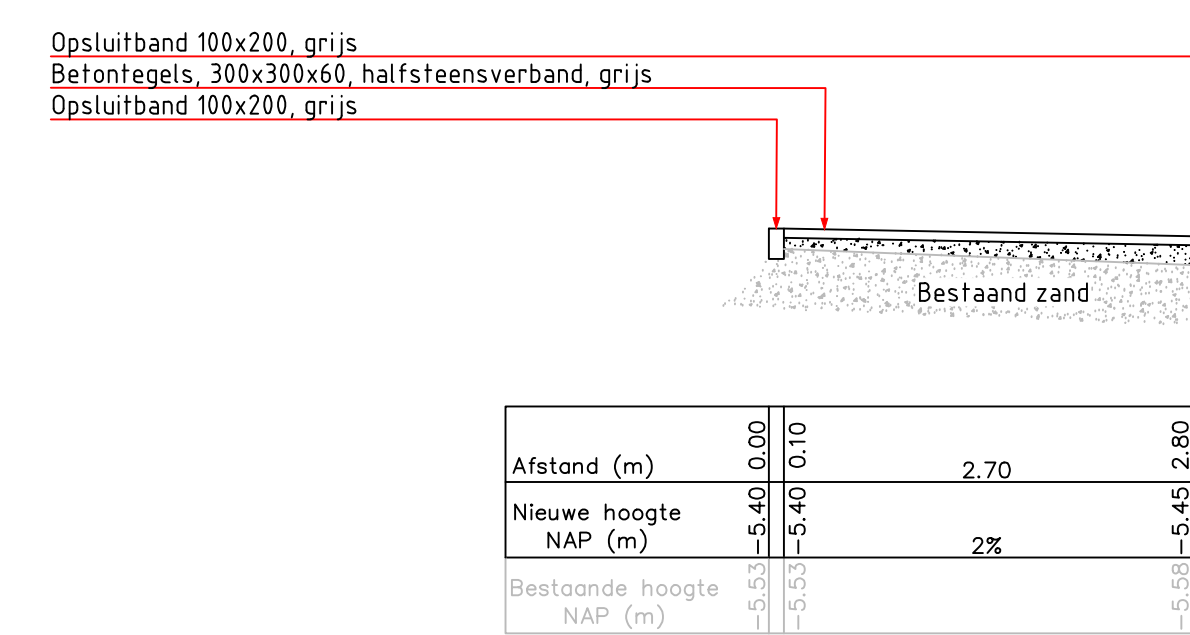 Opsluitband 100x200, grijs
Betontegels, 300x300x60, halfsteensverband, grijs
Opsluitband 100x200, grijs
Bestaand zand
Afstand (m) 0.00 0.10 2.70 2.80
Nieuwe hoogte
NAP (m) -5.40 -5.40 2% -5.45
Bestaande hoogte
NAP (m) -5.53 -5.53 -5.58